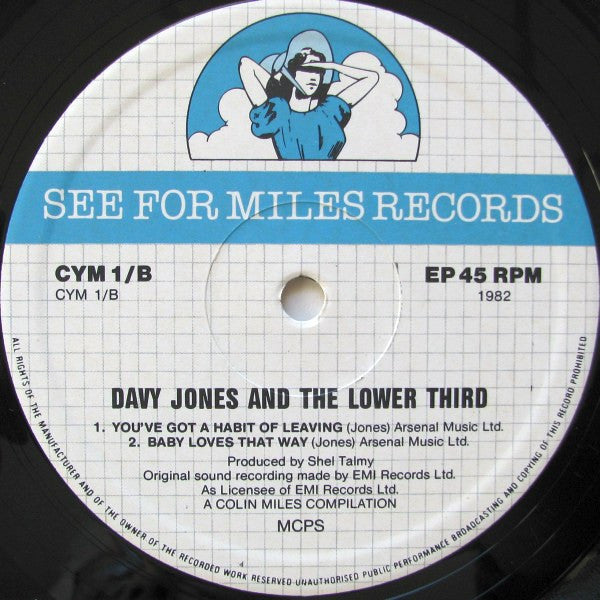 SEE FOR MILES RECORDS
CYM 1/B
CYM 1/B
EP 45 RPM
1982
DAVY JONES AND THE LOWER THIRD
1. YOU'VE GOT A HABIT OF LEAVING (Jones) Arsenal Music Ltd.
2. BABY LOVES THAT WAY (Jones) Arsenal Music Ltd.
Produced by Shel Talmy
Original sound recording made by EMI Records Ltd.
As Licensee of EMI Records Ltd.
A COLIN MILES COMPILATION
MCPS
ALL RIGHTS OF THE MANUFACTURER AND OF THE OWNER OF THE RECORDED WORK RESERVED-UNAUTHORISED PUBLIC PERFORMANCE BROADCASTING AND COPYING OF THIS RECORD PROHIBITED